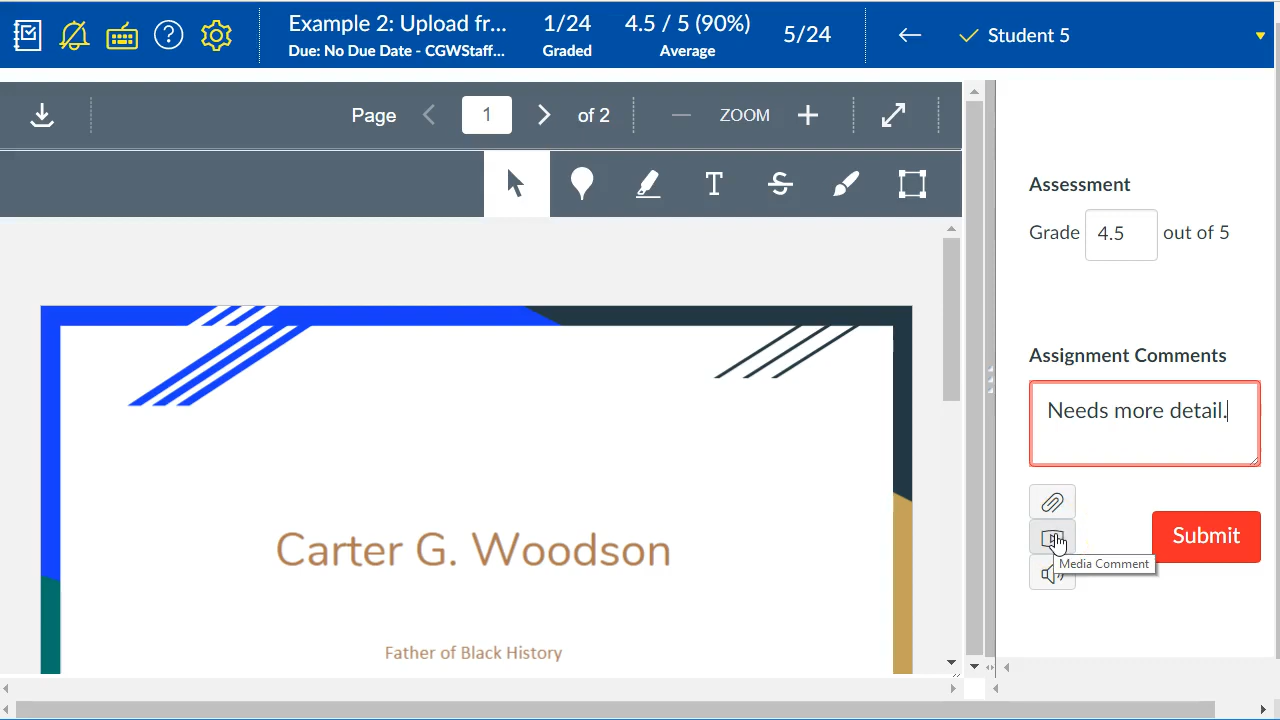 Example 2: Upload fr...
Due: No Due Date - CGWStaff...
1/24
Graded
4.5 / 5 (90%)
Average
5/24
Student 5
Page
1
of 2
ZOOM
T
S
Assessment
Grade
4.5
out of 5
Assignment Comments
Needs more detail.
Submit
Media Comment
Carter G. Woodson
Father of Black History